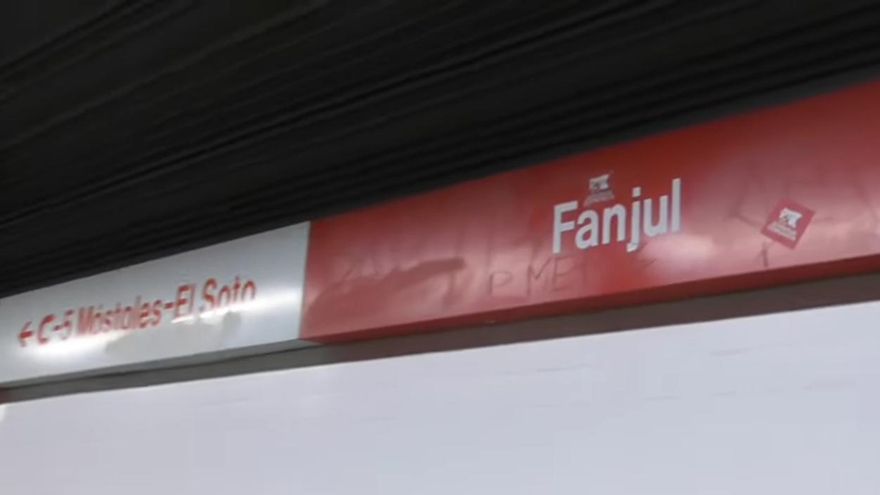 ← C-5 Móstoles-El Soto
Fanjul